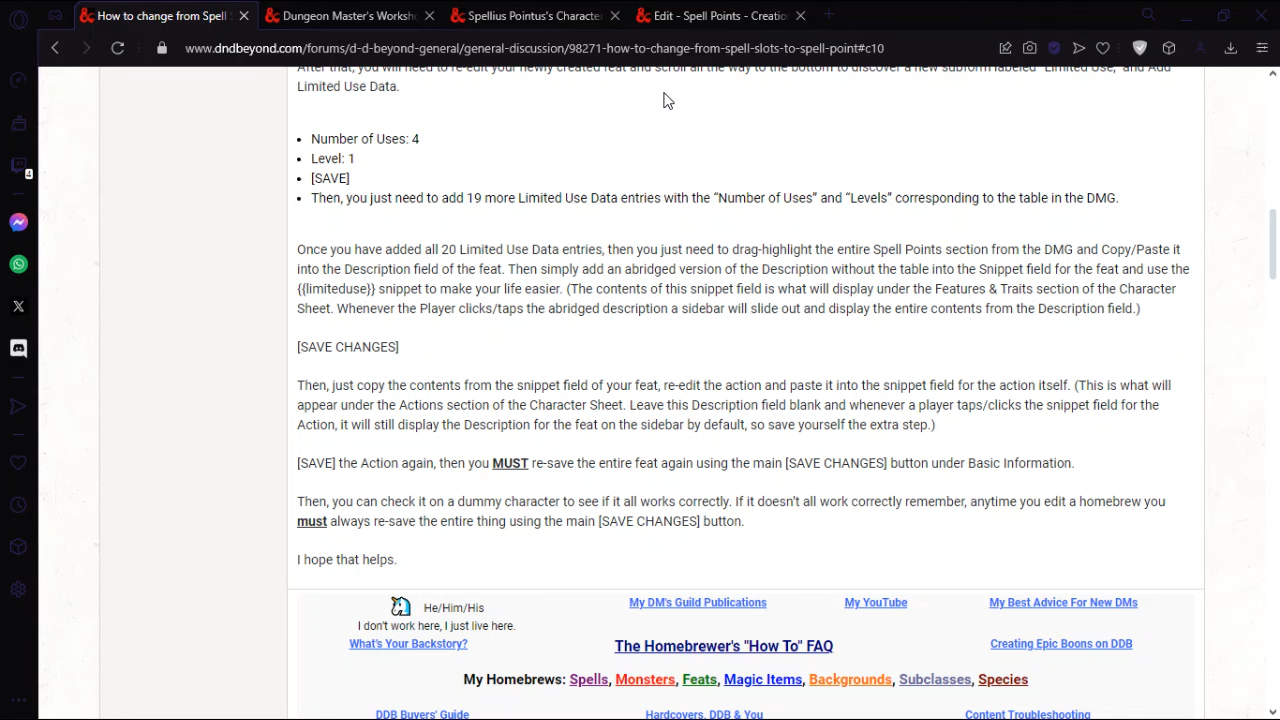 How to change from Spell S
Dungeon Master's Worksh
Spellius Pointus's Character
Edit - Spell Points - Creatio
www.dndbeyond.com/forums/d-d-beyond-general/general-discussion/98271-how-to-change-from-spell-slots-to-spell-point#c10
4
After that, you will need to re-edit your newly created feat and scroll all the way to the bottom to discover a new subform labeled "Limited Use," and Add
Limited Use Data.
• Number of Uses: 4
• Level: 1
• [SAVE]
• Then, you just need to add 19 more Limited Use Data entries with the “Number of Uses” and “Levels” corresponding to the table in the DMG.
Once you have added all 20 Limited Use Data entries, then you just need to drag-highlight the entire Spell Points section from the DMG and Copy/Paste it
into the Description field of the feat. Then simply add an abridged version of the Description without the table into the Snippet field for the feat and use the
{{limiteduse}} snippet to make your life easier. (The contents of this snippet field is what will display under the Features & Traits section of the Character
Sheet. Whenever the Player clicks/taps the abridged description a sidebar will slide out and display the entire contents from the Description field.)
[SAVE CHANGES]
Then, just copy the contents from the snippet field of your feat, re-edit the action and paste it into the snippet field for the action itself. (This is what will
appear under the Actions section of the Character Sheet. Leave this Description field blank and whenever a player taps/clicks the snippet field for the
Action, it will still display the Description for the feat on the sidebar by default, so save yourself the extra step.)
[SAVE] the Action again, then you MUST re-save the entire feat again using the main [SAVE CHANGES] button under Basic Information.
Then, you can check it on a dummy character to see if it all works correctly. If it doesn’t all work correctly remember, anytime you edit a homebrew you
must always re-save the entire thing using the main [SAVE CHANGES] button.
I hope that helps.
He/Him/His
My DM's Guild Publications
My YouTube
My Best Advice For New DMs
I don't work here, I just live here.
What's Your Backstory?
The Homebrewer's "How To" FAQ
Creating Epic Boons on DDB
My Homebrews: Spells, Monsters, Feats, Magic Items, Backgrounds, Subclasses, Species
DDB Buyers' Guide
Hardcovers, DDB & You
Content Troubleshooting